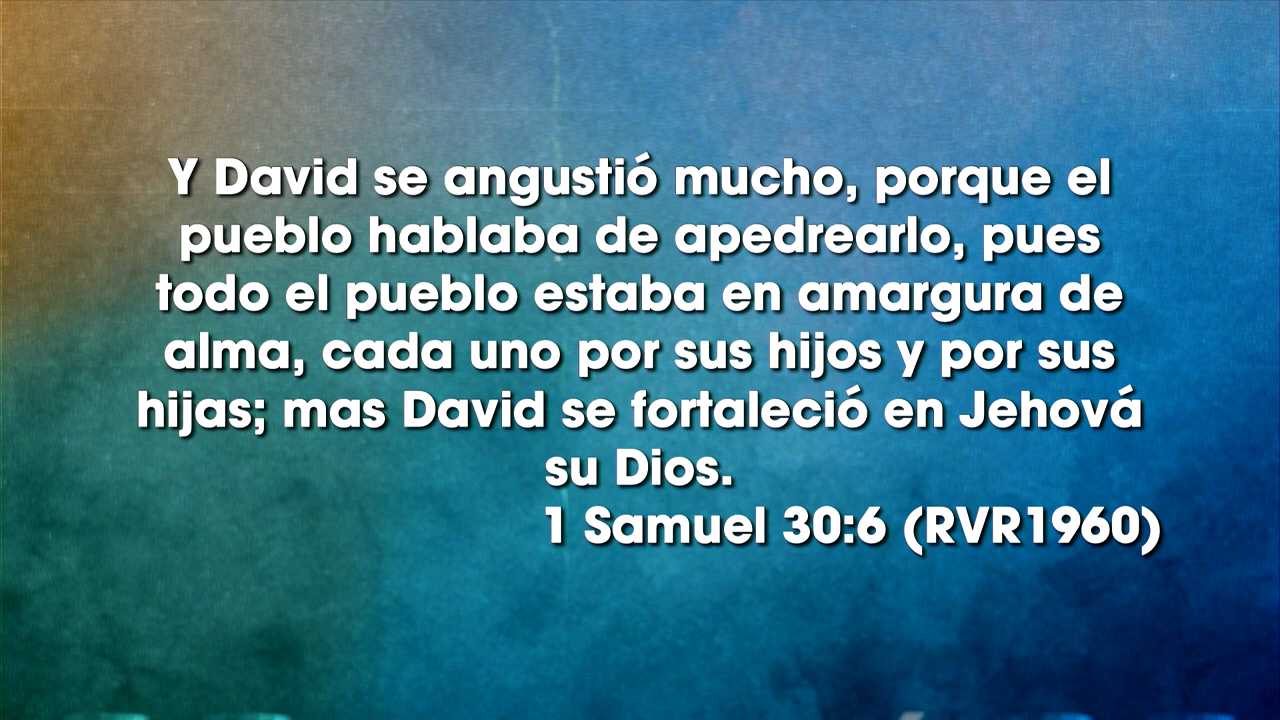 Y David se angustió mucho, porque el
pueblo hablaba de apedrearlo, pues
todo el pueblo estaba en amargura de
alma, cada uno por sus hijos y por sus
hijas; mas David se fortaleció en Jehová
su Dios.
1 Samuel 30:6 (RVR1960)